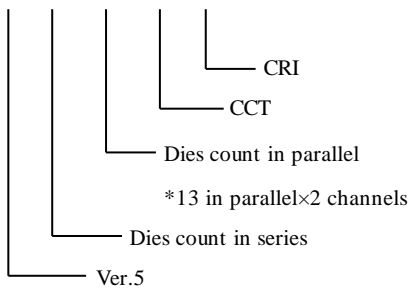 CRI
CCT
Dies count in parallel
*13 in parallel×2 channels
Dies count in series
Ver.5